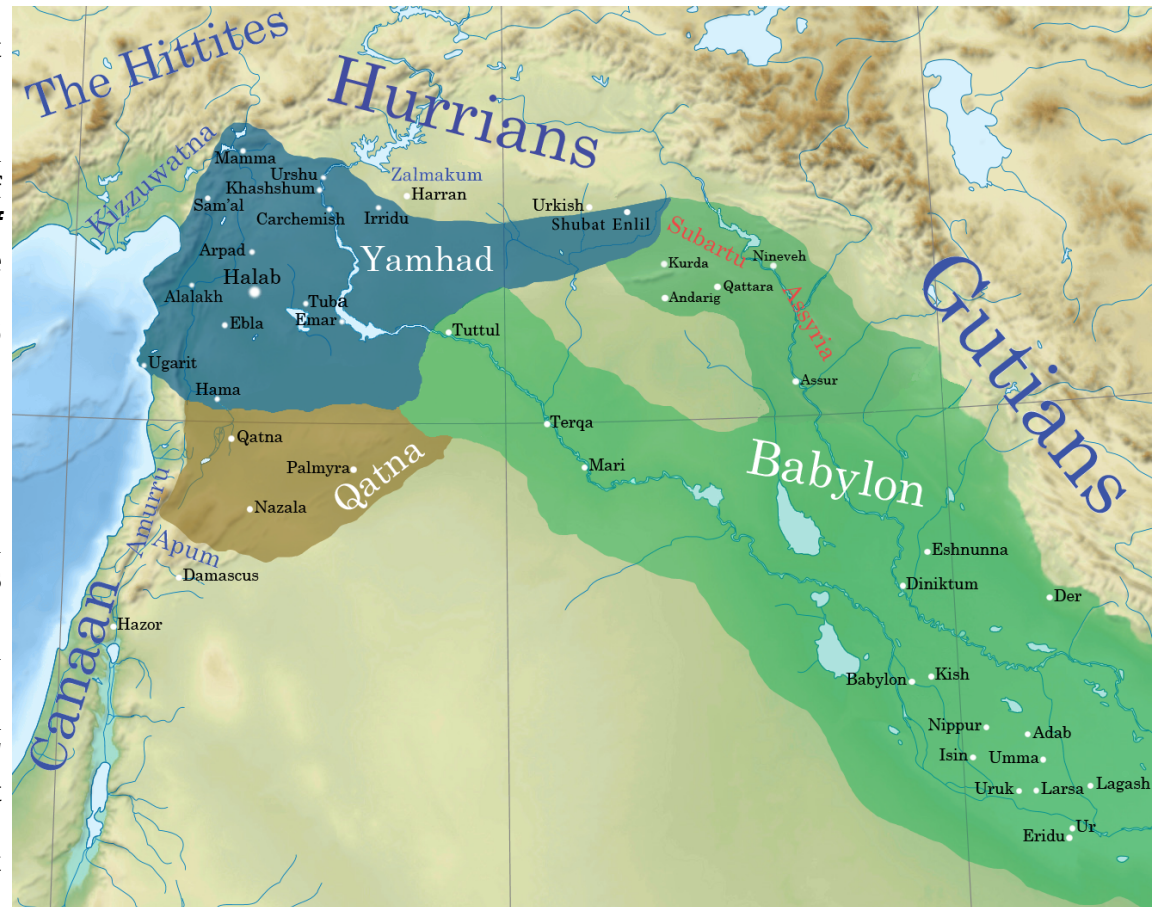 The Hittites
Hurrians
Kizzuwatna
Mamma
Urshu
Khashshum
Zalmakum
Harran
Sam'al
Carchemish
Irridu
Urkish
Shubat Enlil
Arpad
Yamhad
Subartu
Nineveh
Kurda
Halab
Qattara
Alalakh
Tuba
Andarig
Assyria
Gutians
Ebla
Emar
Tuttul
Ugarit
Hama
Assur
Qatna
Terqa
Palmyra
Qatna
Mari
Babylon
Nazala
Amurru
Apum
Damascus
Eshnunna
Diniktum
Der
Hazor
Canaan
Babylon
Kish
Nippur
Adab
Isin
Umma
Uruk
Larsa
Lagash
Ur
Eridu